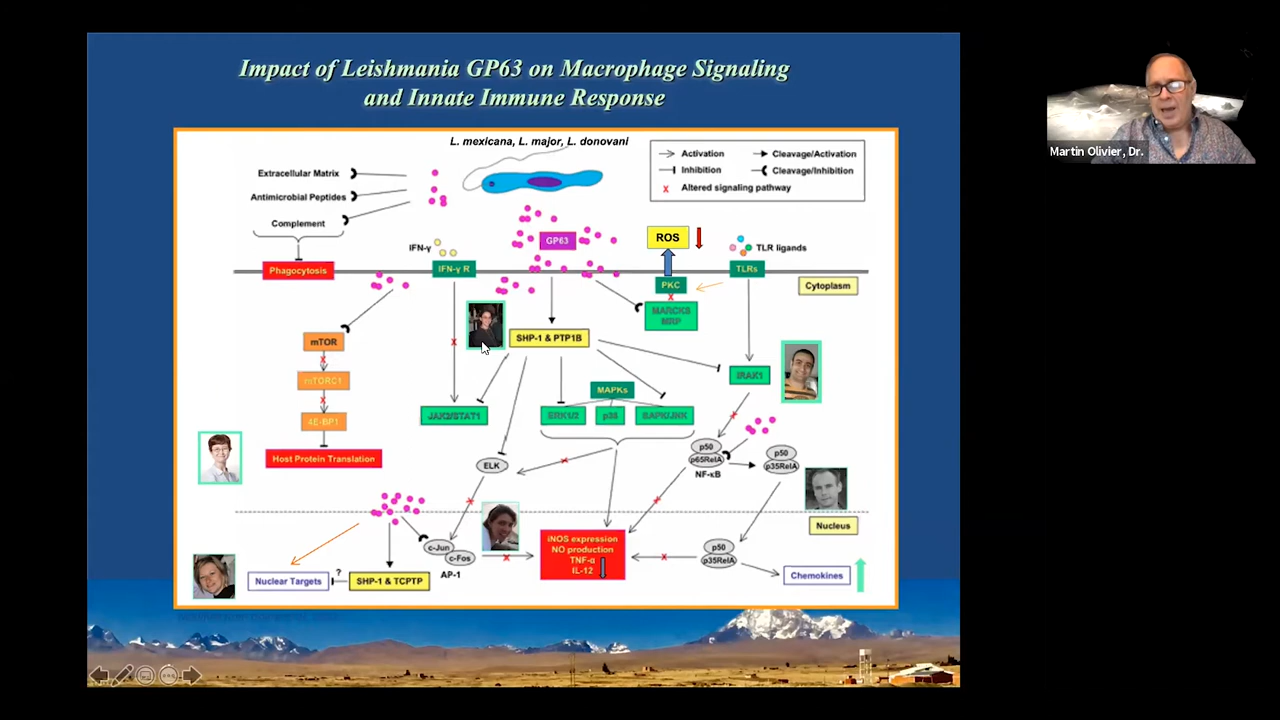 Impact of Leishmania GP63 on Macrophage Signaling
and Innate Immune Response
L. mexicana, L. major, L. donovani
Activation
Cleavage/Activation
Inhibition
Cleavage/Inhibition
x Altered signaling pathway
Extracellular Matrix
Antimicrobial Peptides
Complement
Phagocytosis
IFN-γ
IFN-γ R
GP63
ROS
PKC
MARCKS
MRP
TLR ligands
TLRs
Cytoplasm
mTOR
mTORC1
4E-BP1
Host Protein Translation
SHP-1 & PTP1B
JAK2/STAT1
MAPKs
ERK1/2
p38
SAPK/JNK
IRAK1
ELK
p50
p65RelA
NF-κB
p50
p35RelA
Nucleus
c-Jun
c-Fos
AP-1
iNOS expression
NO production
TNF-α
IL-12
p50
p35RelA
Chemokines
Nuclear Targets
?
SHP-1 & TCPTP
Martin Olivier, Dr.